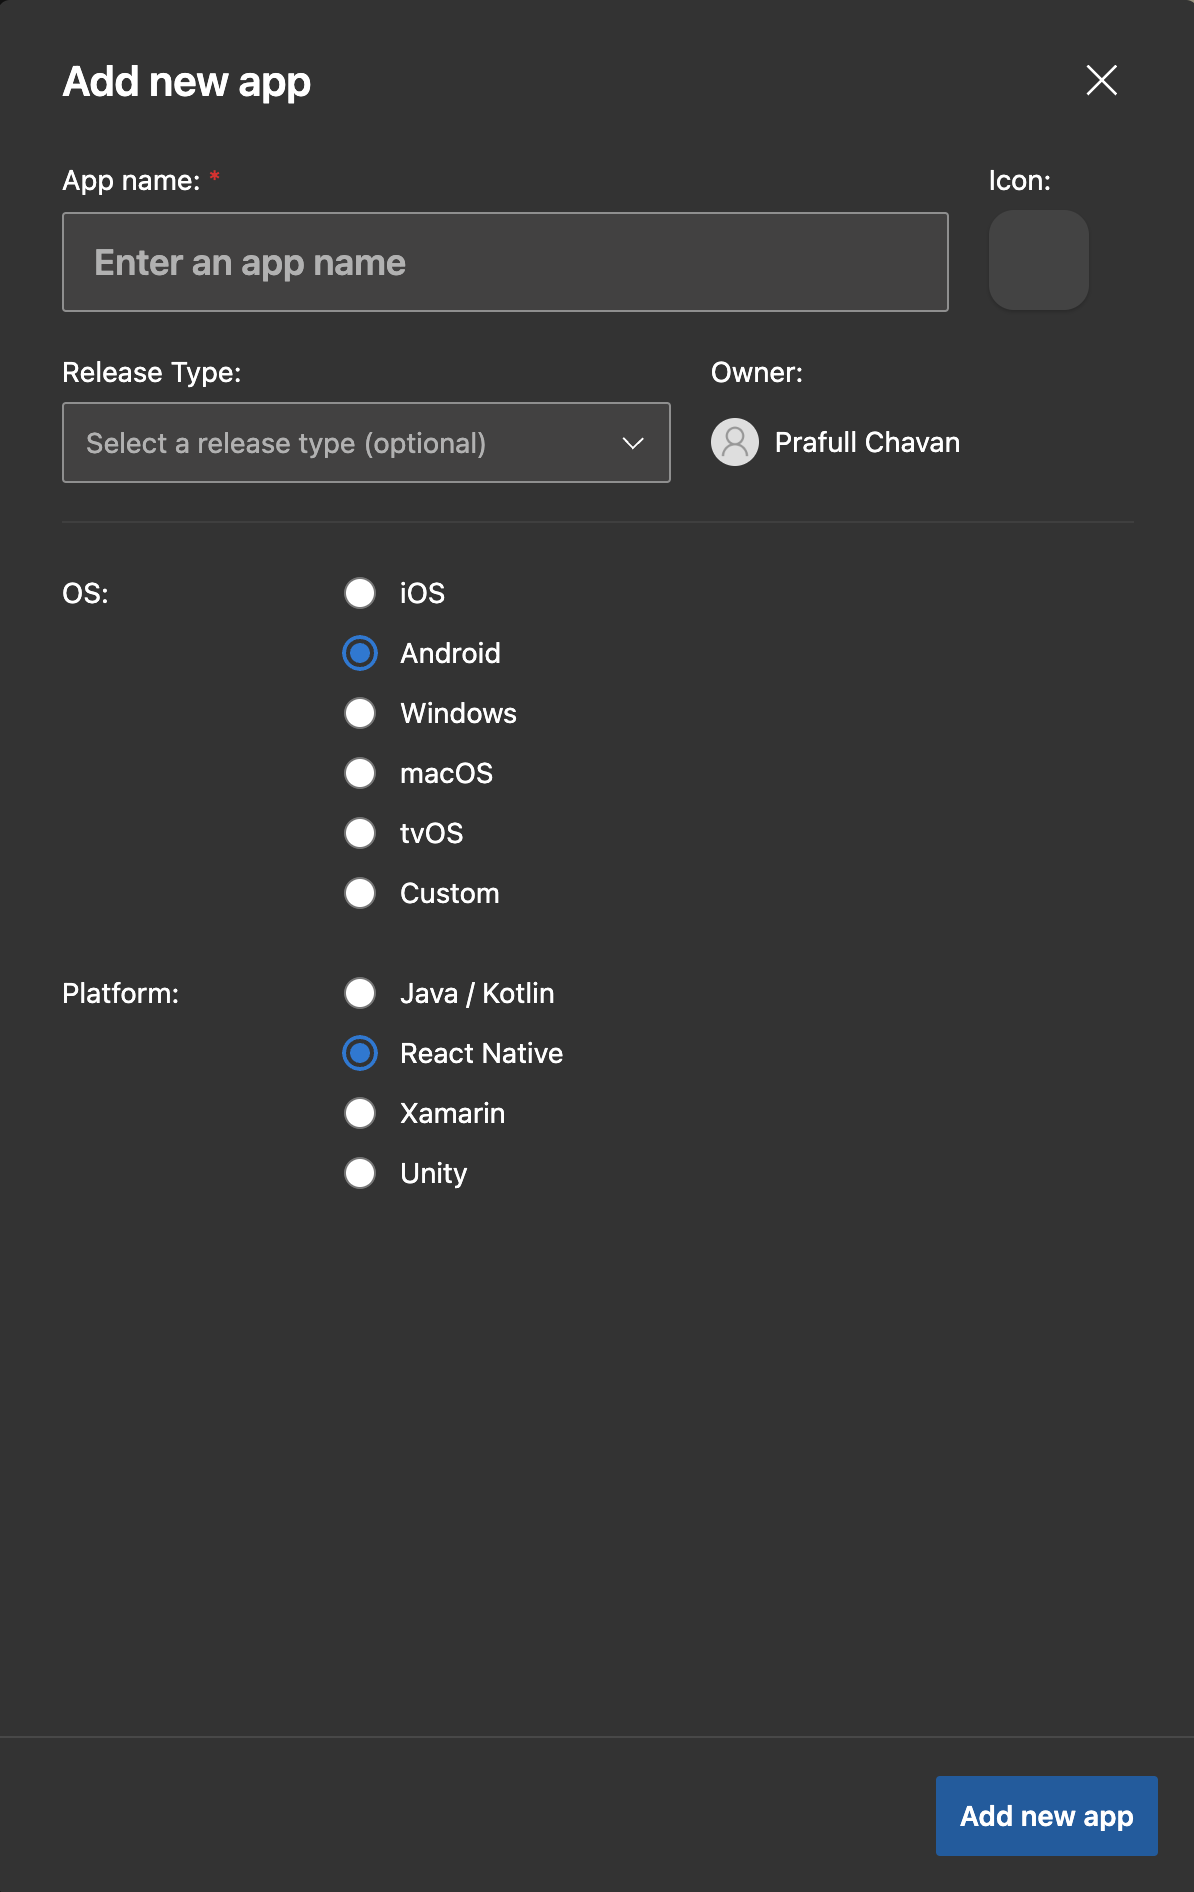 Add new app
App name: *
Icon:
Enter an app name
Release Type:
Owner:
Select a release type (optional)
Prafull Chavan
OS:
iOS
Android
Windows
macOS
tvOS
Custom
Platform:
Java / Kotlin
React Native
Xamarin
Unity
Add new app